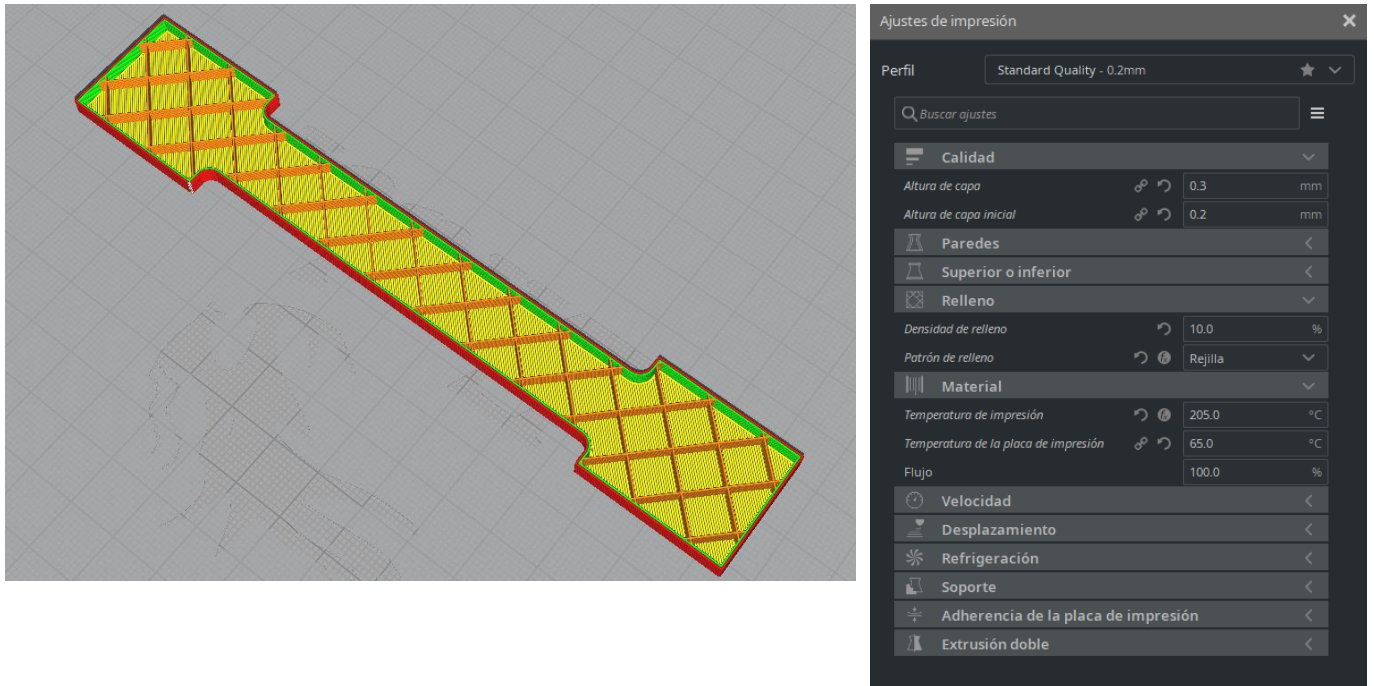 Ajustes de impresión
Perfil Standard Quality - 0.2mm
Buscar ajustes
Calidad
Altura de capa 0.3 mm
Altura de capa inicial 0.2 mm
Paredes
Superior o inferior
Relleno
Densidad de relleno 10.0 %
Patrón de relleno Rejilla
Material
Temperatura de impresión 205.0 °C
Temperatura de la placa de impresión 65.0 °C
Flujo 100.0 %
Velocidad
Desplazamiento
Refrigeración
Soporte
Adherencia de la placa de impresión
Extrusión doble